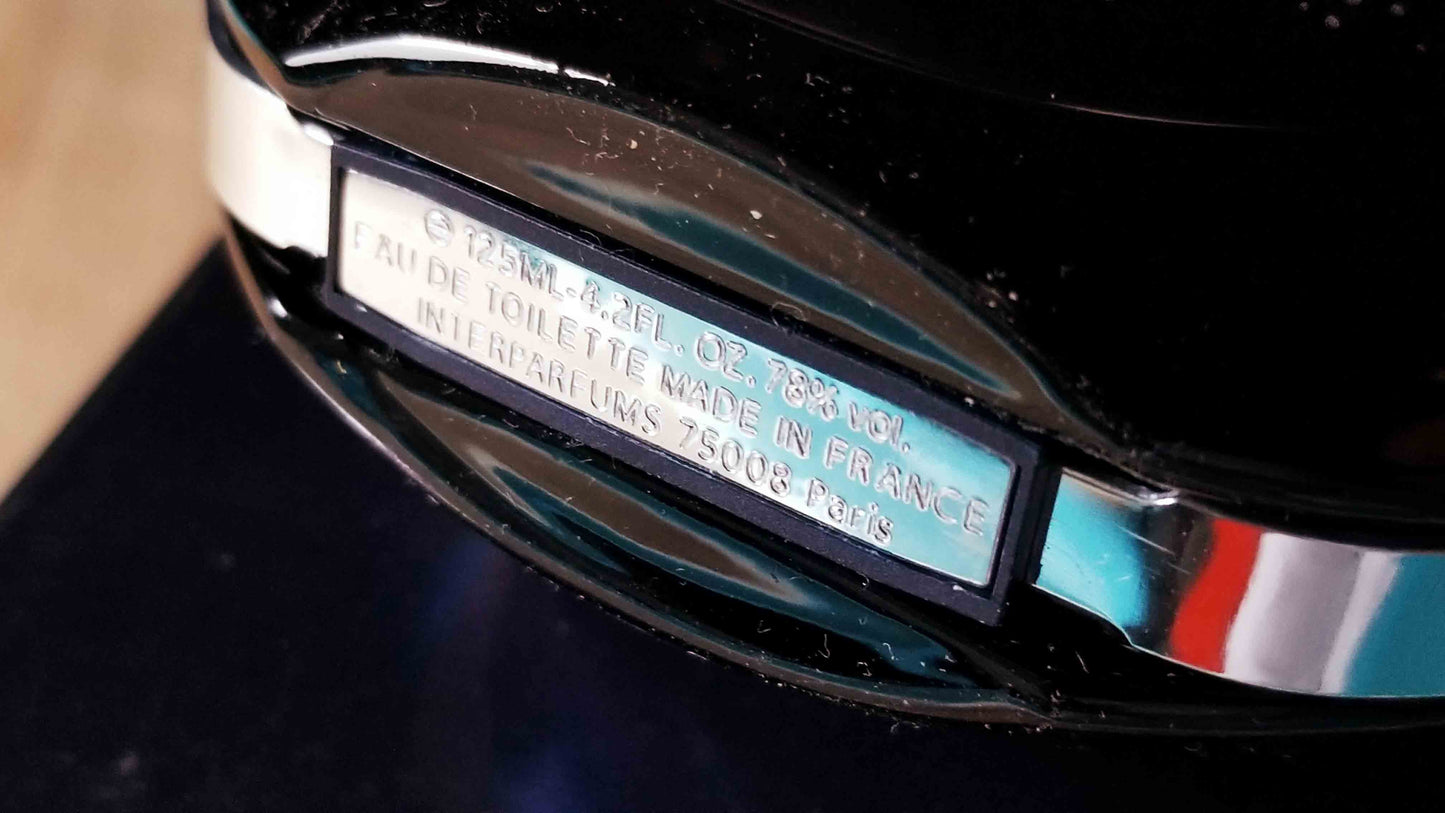 ℮ 125ML-4.2FL. OZ. 78% vol.
EAU DE TOILETTE MADE IN FRANCE
INTERPARFUMS 75008 Paris